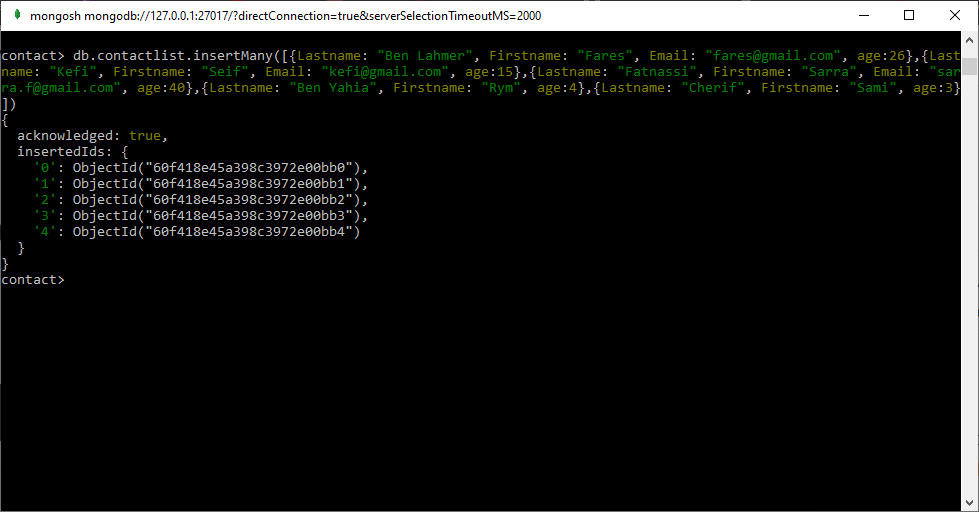 mongosh mongodb://127.0.0.1:27017/?directConnection=true&serverSelectionTimeoutMS=2000
contact> db.contactlist.insertMany([{Lastname: "Ben Lahmer", Firstname: "Fares", Email: "fares@gmail.com", age:26},{Last
name: "Kefi", Firstname: "Seif", Email: "kefi@gmail.com", age:15},{Lastname: "Fatnassi", Firstname: "Sarra", Email: "sar
ra.f@gmail.com", age:40},{Lastname: "Ben Yahia", Firstname: "Rym", age:4},{Lastname: "Cherif", Firstname: "Sami", age:3}
])
{
  acknowledged: true,
  insertedIds: {
    '0': ObjectId("60f418e45a398c3972e00bb0"),
    '1': ObjectId("60f418e45a398c3972e00bb1"),
    '2': ObjectId("60f418e45a398c3972e00bb2"),
    '3': ObjectId("60f418e45a398c3972e00bb3"),
    '4': ObjectId("60f418e45a398c3972e00bb4")
  }
}
contact>